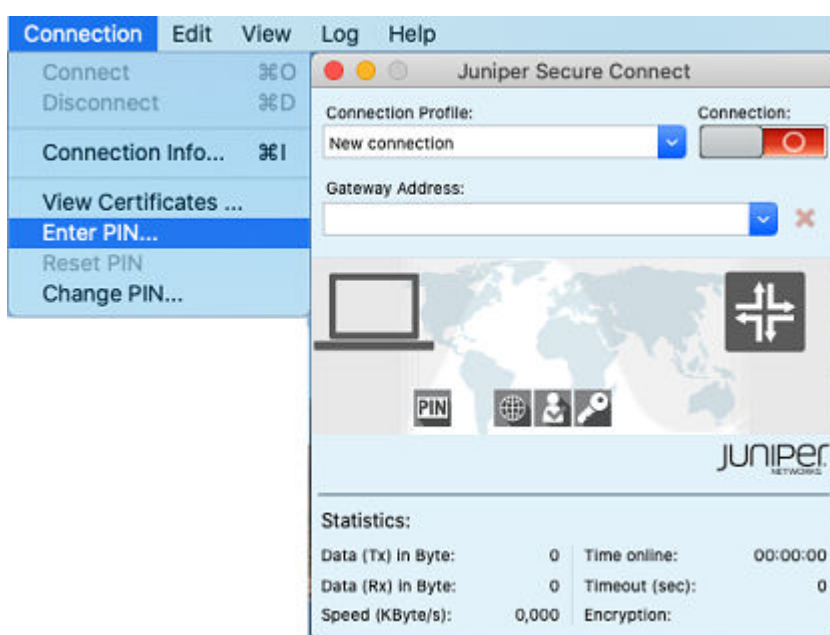 Connection Edit View Log Help
Connect ⌘O
Disconnect ⌘D
Connection Info... ⌘I
View Certificates ...
Enter PIN...
Reset PIN
Change PIN...
Juniper Secure Connect
Connection Profile: Connection:
New connection
Gateway Address:
PIN
JUNIPER
NETWORKS
Statistics:
Data (Tx) in Byte: 0 Time online: 00:00:00
Data (Rx) in Byte: 0 Timeout (sec): 0
Speed (KByte/s): 0,000 Encryption: